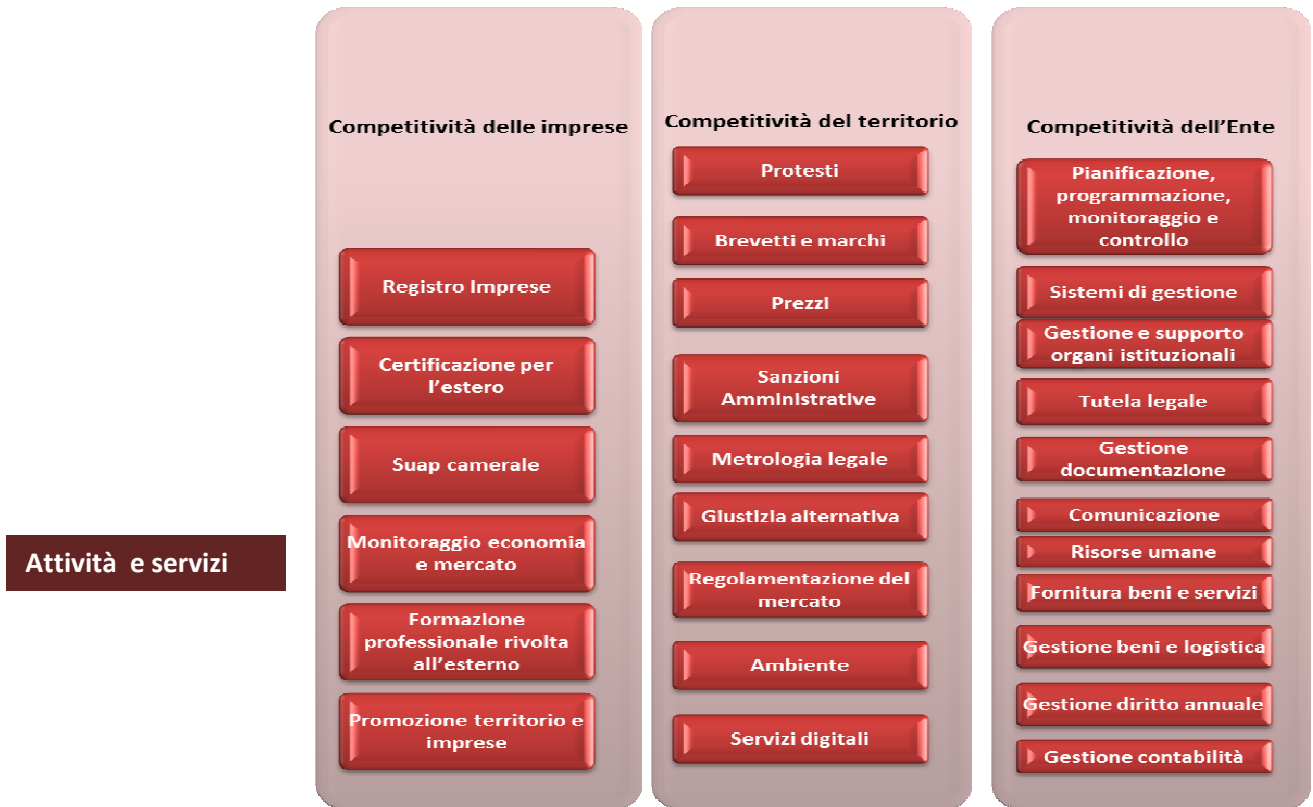 Attività e servizi
Competitività delle imprese
Registro Imprese
Certificazione per
l'estero
Suap camerale
Monitoraggio economia
e mercato
Formazione
professionale rivolta
all'esterno
Promozione territorio e
imprese
Competitività del territorio
Protesti
Brevetti e marchi
Prezzi
Sanzioni
Amministrative
Metrologia legale
Giustizia alternativa
Regolamentazione del
mercato
Ambiente
Servizi digitali
Competitività dell'Ente
Pianificazione,
programmazione,
monitoraggio e
controllo
Sistemi di gestione
Gestione e supporto
organi istituzionali
Tutela legale
Gestione
documentazione
Comunicazione
Risorse umane
Fornitura beni e servizi
Gestione beni e logistica
Gestione diritto annuale
Gestione contabilità